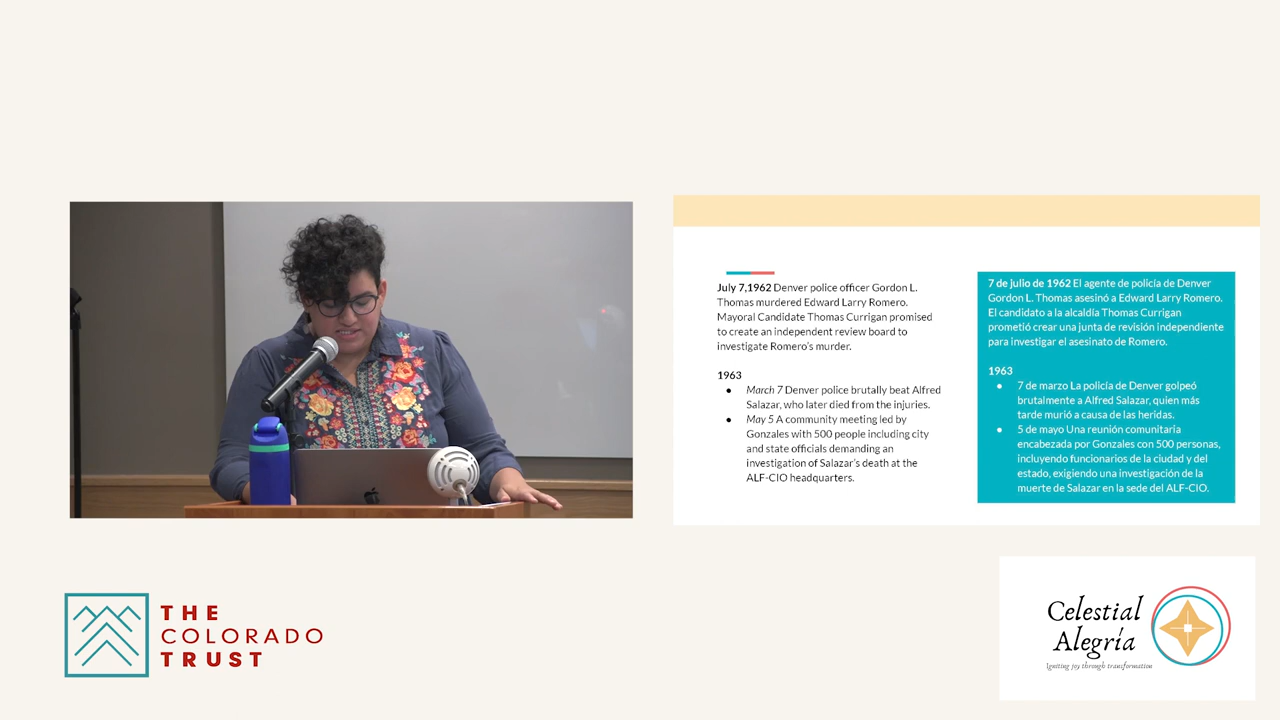 July 7,1962 Denver police officer Gordon L.
Thomas murdered Edward Larry Romero.
Mayoral Candidate Thomas Currigan promised
to create an independent review board to
investigate Romero's murder.
1963
● March 7 Denver police brutally beat Alfred
Salazar, who later died from the injuries.
● May 5 A community meeting led by
Gonzales with 500 people including city
and state officials demanding an
investigation of Salazar's death at the
ALF-CIO headquarters.
7 de julio de 1962 El agente de policía de Denver
Gordon L. Thomas asesinó a Edward Larry Romero.
El candidato a la alcaldía Thomas Currigan
prometió crear una junta de revisión independiente
para investigar el asesinato de Romero.
1963
● 7 de marzo La policía de Denver golpeó
brutalmente a Alfred Salazar, quien más
tarde murió a causa de las heridas.
● 5 de mayo Una reunión comunitaria
encabezada por Gonzales con 500 personas,
incluyendo funcionarios de la ciudad y del
estado, exigiendo una investigación de la
muerte de Salazar en la sede del ALF-CIO.
THE
COLORADO
TRUST
Celestial
Alegría
Igniting joy through transformation